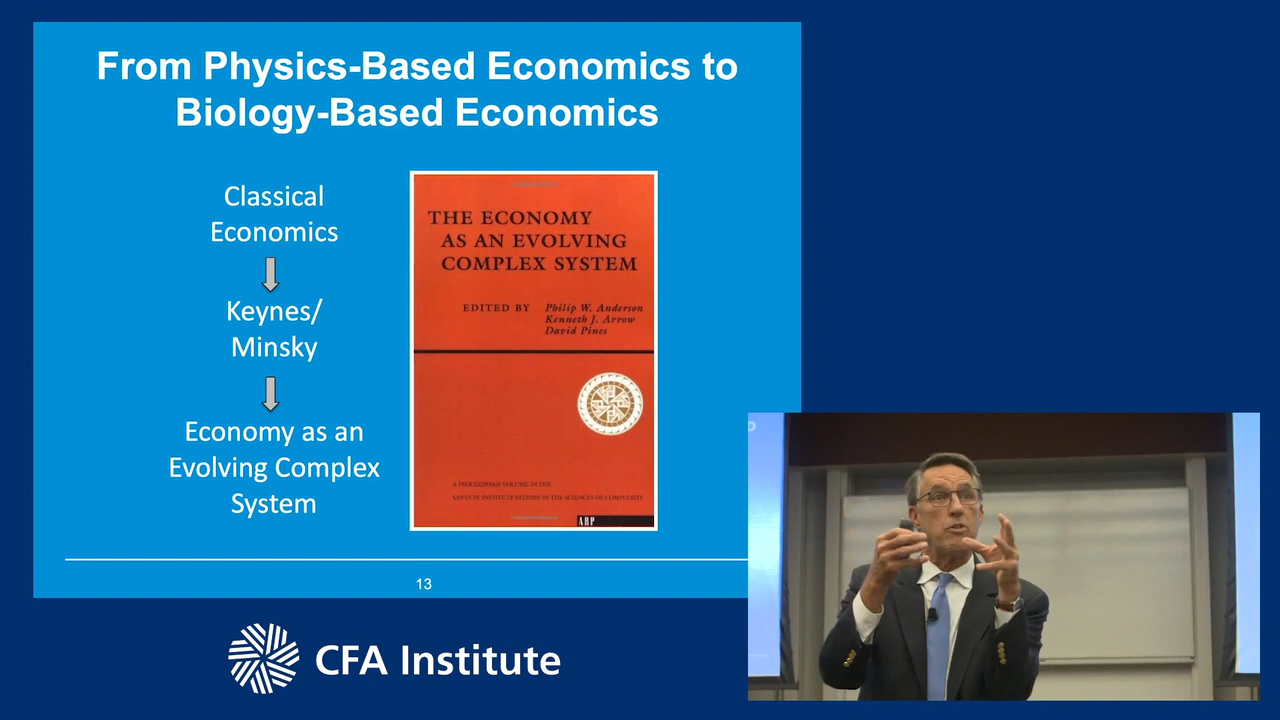 From Physics-Based Economics to
Biology-Based Economics
Classical
Economics
Keynes/
Minsky
Economy as an
Evolving Complex
System
THE ECONOMY
AS AN EVOLVING
COMPLEX SYSTEM
EDITED BY Philip W. Anderson
Kenneth J. Arrow
David Pines
A PROCEEDINGS VOLUME IN THE
SANTA FE INSTITUTE STUDIES IN THE SCIENCES OF COMPLEXITY
ABP
13
CFA Institute